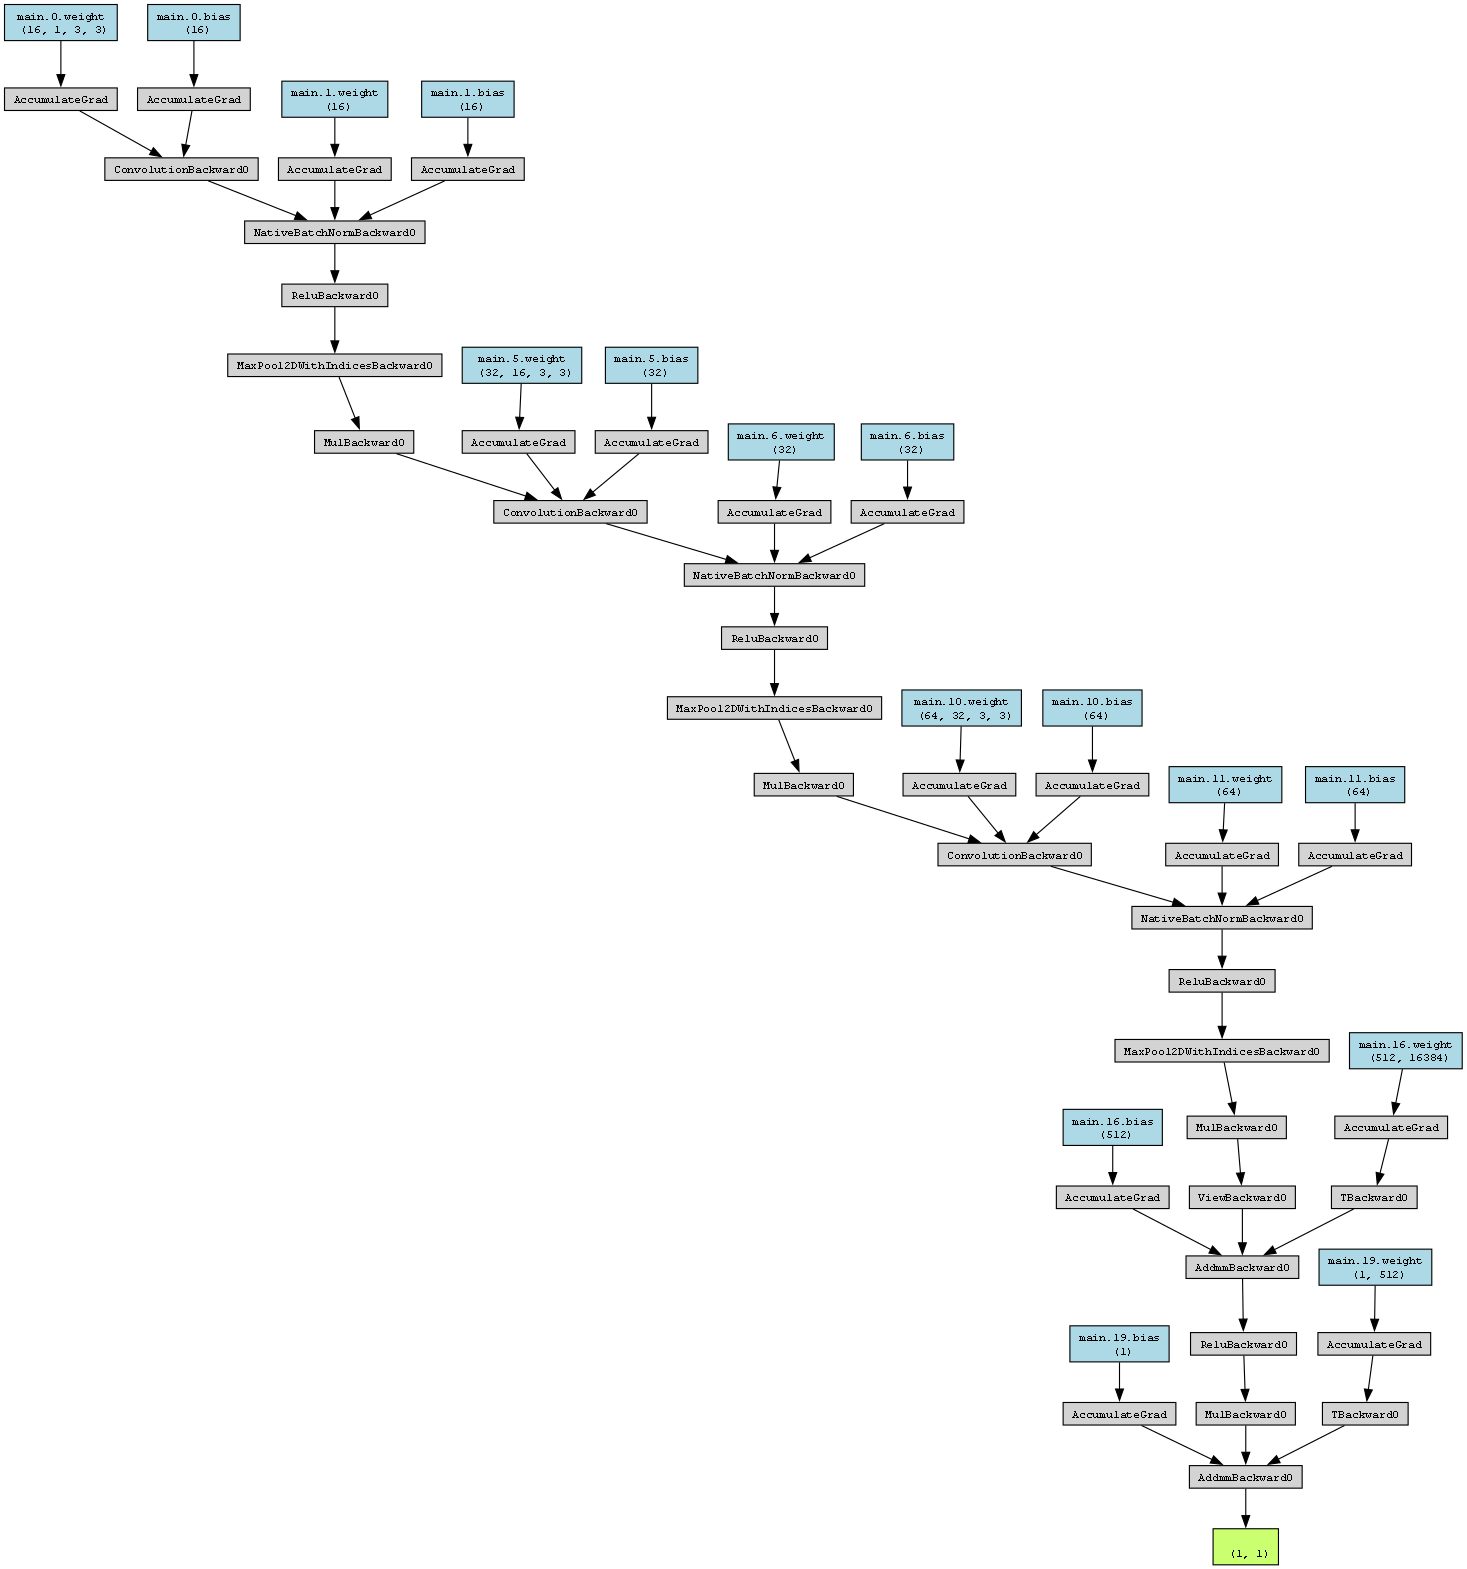 main.0.weight
(16, 1, 3, 3)
main.0.bias
(16)
AccumulateGrad
AccumulateGrad
main.1.weight
(16)
main.1.bias
(16)
ConvolutionBackward0
AccumulateGrad
AccumulateGrad
NativeBatchNormBackward0
ReluBackward0
MaxPool2DWithIndicesBackward0
main.5.weight
(32, 16, 3, 3)
main.5.bias
(32)
MulBackward0
AccumulateGrad
AccumulateGrad
main.6.weight
(32)
main.6.bias
(32)
ConvolutionBackward0
AccumulateGrad
AccumulateGrad
NativeBatchNormBackward0
ReluBackward0
MaxPool2DWithIndicesBackward0
main.10.weight
(64, 32, 3, 3)
main.10.bias
(64)
MulBackward0
AccumulateGrad
AccumulateGrad
main.11.weight
(64)
main.11.bias
(64)
ConvolutionBackward0
AccumulateGrad
AccumulateGrad
NativeBatchNormBackward0
ReluBackward0
MaxPool2DWithIndicesBackward0
main.16.weight
(512, 16384)
main.16.bias
(512)
MulBackward0
AccumulateGrad
AccumulateGrad
ViewBackward0
TBackward0
AddmmBackward0
main.19.weight
(1, 512)
main.19.bias
(1)
ReluBackward0
AccumulateGrad
AccumulateGrad
MulBackward0
TBackward0
AddmmBackward0
(1, 1)